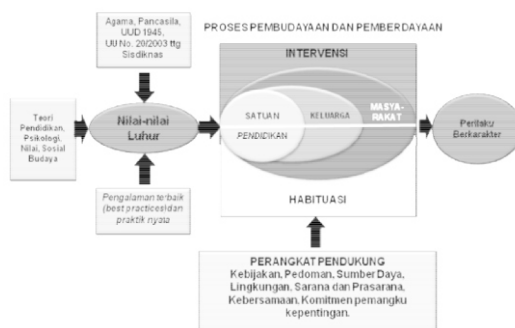 Agama, Pancasila,
UUD 1945,
UU No. 20/2003 ttg
Sisdiknas
PROSES PEMBUDAYAAN DAN PEMBERDAYAAN
INTERVENSI
Teori
Pendidikan,
Psikologi,
Nilai, Sosial
Budaya
Nilai-nilai
Luhur
SATUAN
PENDIDIKAN
KELUARGA
MASYA-
RAKAT
Perilaku
Berkarakter
Pengalaman terbaik
(best practices)dan
praktik nyata
HABITUASI
PERANGKAT PENDUKUNG
Kebijakan, Pedoman, Sumber Daya,
Lingkungan, Sarana dan Prasarana,
Kebersamaan, Komitmen pemangku
kepentingan.